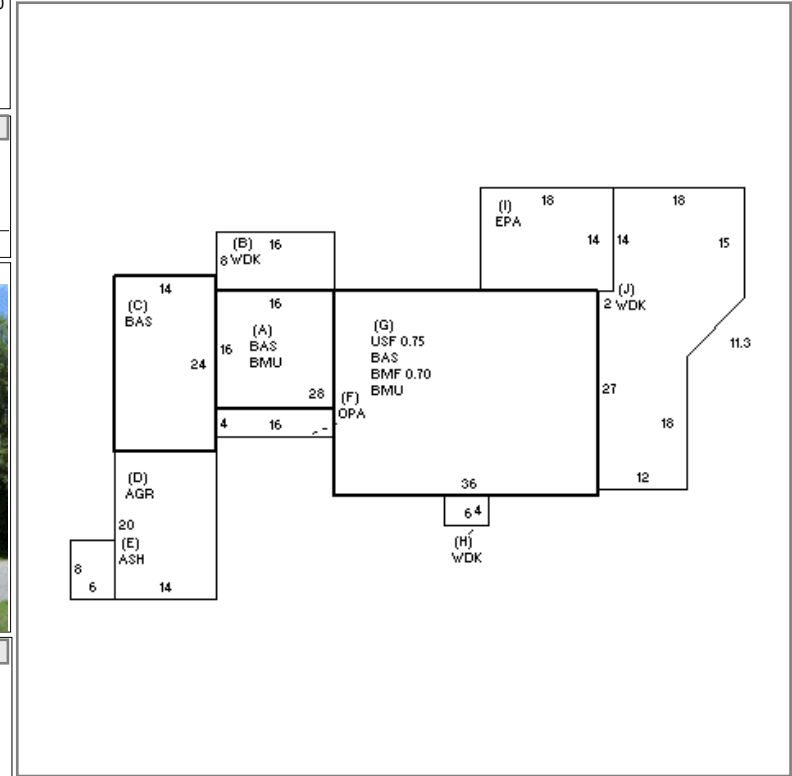 18
18
(I)
EPA
14
14
15
(B)
16
8 WDK
14
(C)
BAS
16
(A)
BAS
BMU
16
24
28
(G)
USF 0.75
BAS
BMF 0.70
BMU
(J)
2 WDK
11.3
(F)
OPA
27
4
16
18
36
12
(D)
AGR
20
(E)
ASH
6 4
(H)
WDK
8
6
14